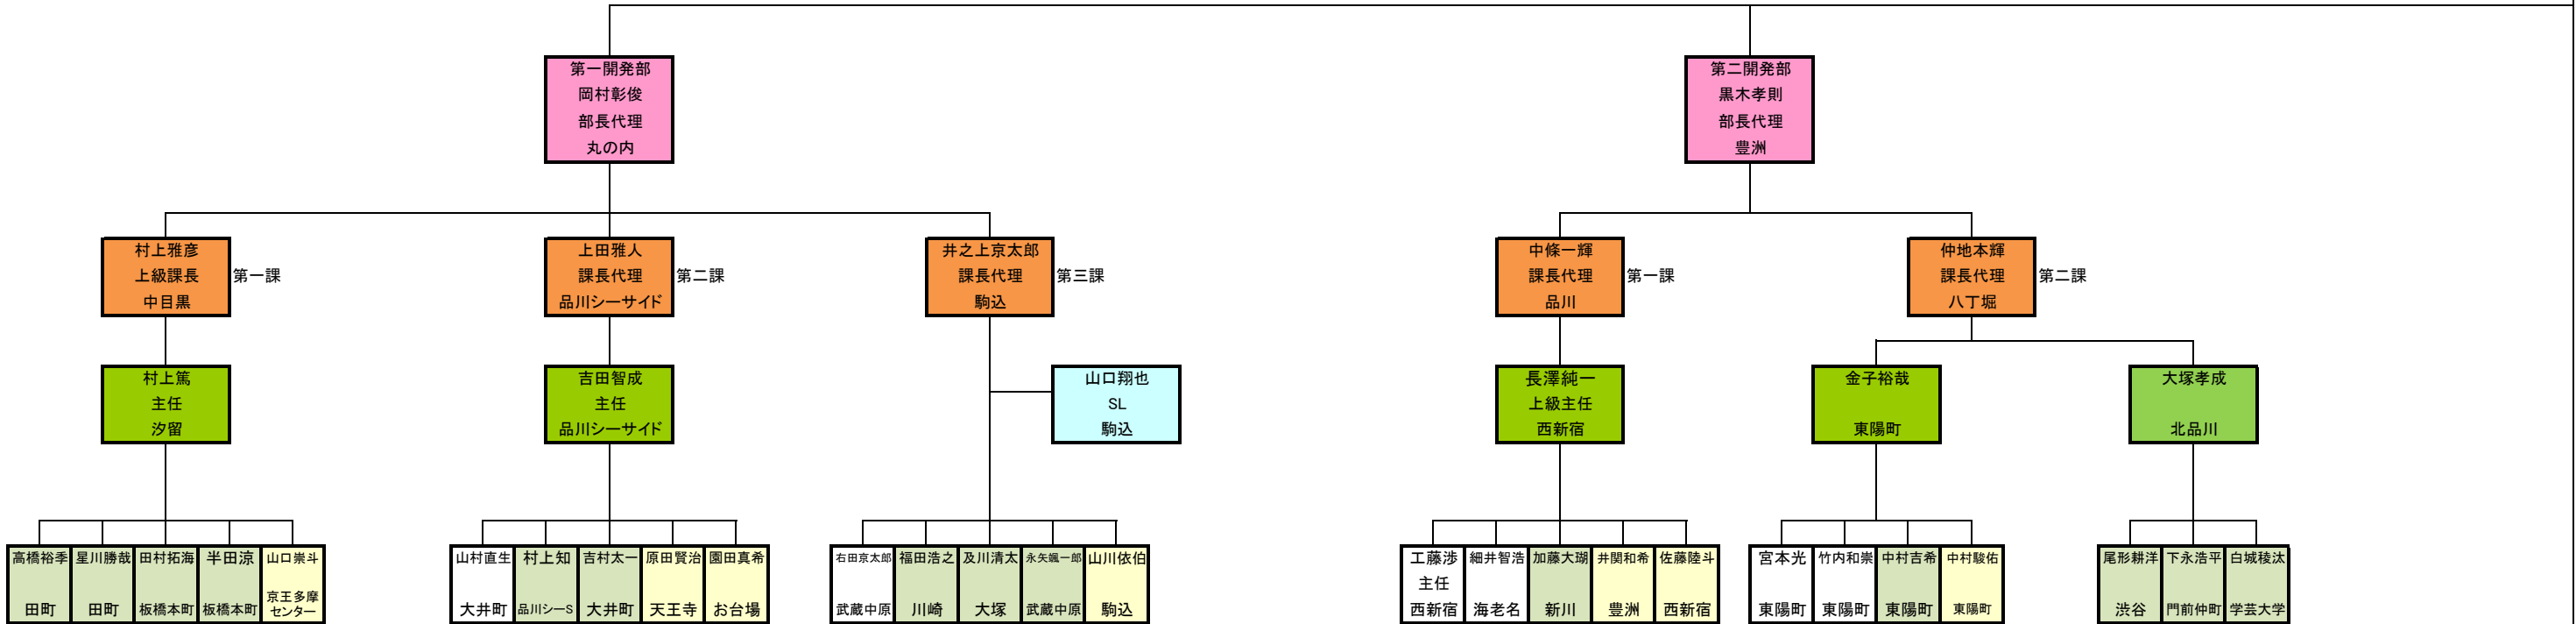 第一開発部
岡村彰俊
部長代理
丸の内
第二開発部
黒木孝則
部長代理
豊洲
村上雅彦
上級課長
中目黒
第一課
上田雅人
課長代理
品川シーサイド
第二課
井之上京太郎
課長代理
駒込
第三課
中條一輝
課長代理
品川
第一課
仲地本輝
課長代理
八丁堀
第二課
村上篤
主任
汐留
吉田智成
主任
品川シーサイド
山口翔也
SL
駒込
長澤純一
上級主任
西新宿
金子裕哉
東陽町
大塚孝成
北品川
高橋裕季
田町
星川勝哉
田町
田村拓海
板橋本町
半田涼
板橋本町
山口崇斗
京王多摩
センター
山村直生
大井町
村上知
品川シーS
吉村太一
大井町
原田賢治
天王寺
園田真希
お台場
右田京太郎
武蔵中原
福田浩之
川崎
及川清太
大塚
永矢颯一郎
武蔵中原
山川依伯
駒込
工藤渉
主任
西新宿
細井智浩
海老名
加藤大瑚
新川
井関和希
豊洲
佐藤陸斗
西新宿
宮本光
東陽町
竹内和崇
東陽町
中村吉希
東陽町
中村駿佑
東陽町
尾形耕洋
渋谷
下永浩平
門前仲町
白城稜汰
学芸大学